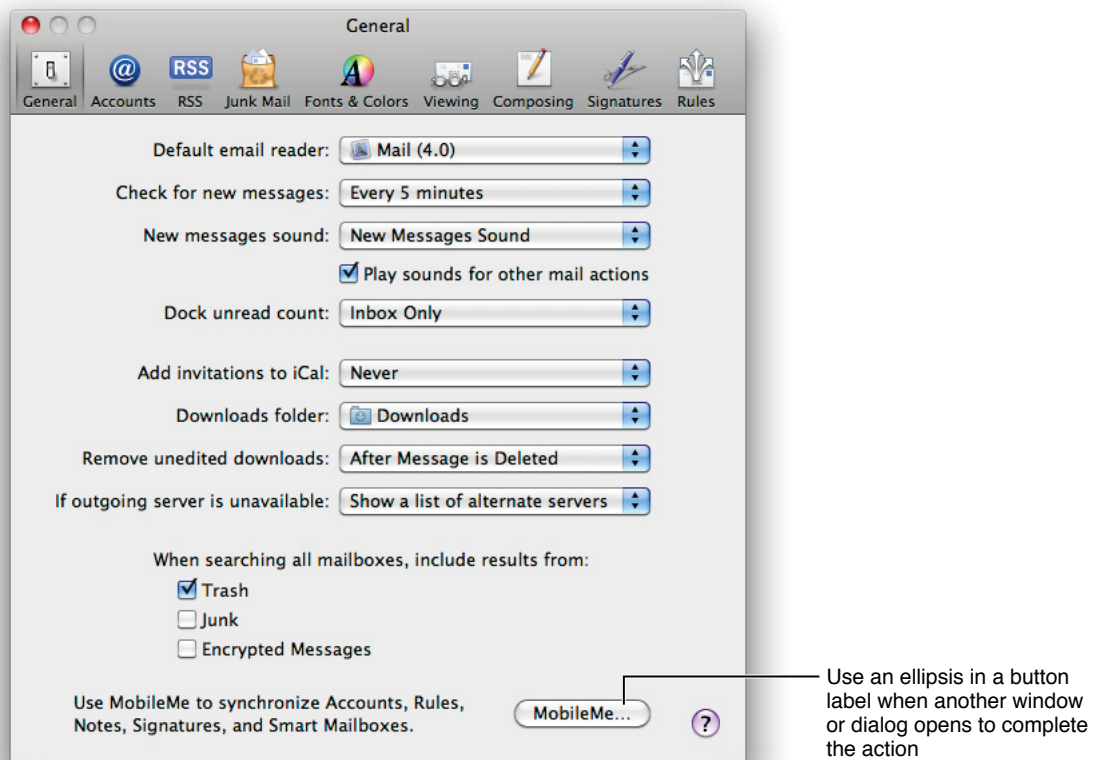 General
@
RSS
General Accounts RSS Junk Mail Fonts & Colors Viewing Composing Signatures Rules
Default email reader: Mail (4.0)
Check for new messages: Every 5 minutes
New messages sound: New Messages Sound
Play sounds for other mail actions
Dock unread count: Inbox Only
Add invitations to iCal: Never
Downloads folder: Downloads
Remove unedited downloads: After Message is Deleted
If outgoing server is unavailable: Show a list of alternate servers
When searching all mailboxes, include results from:
Trash
Junk
Encrypted Messages
Use MobileMe to synchronize Accounts, Rules,
Notes, Signatures, and Smart Mailboxes.
MobileMe...
?
Use an ellipsis in a button
label when another window
or dialog opens to complete
the action